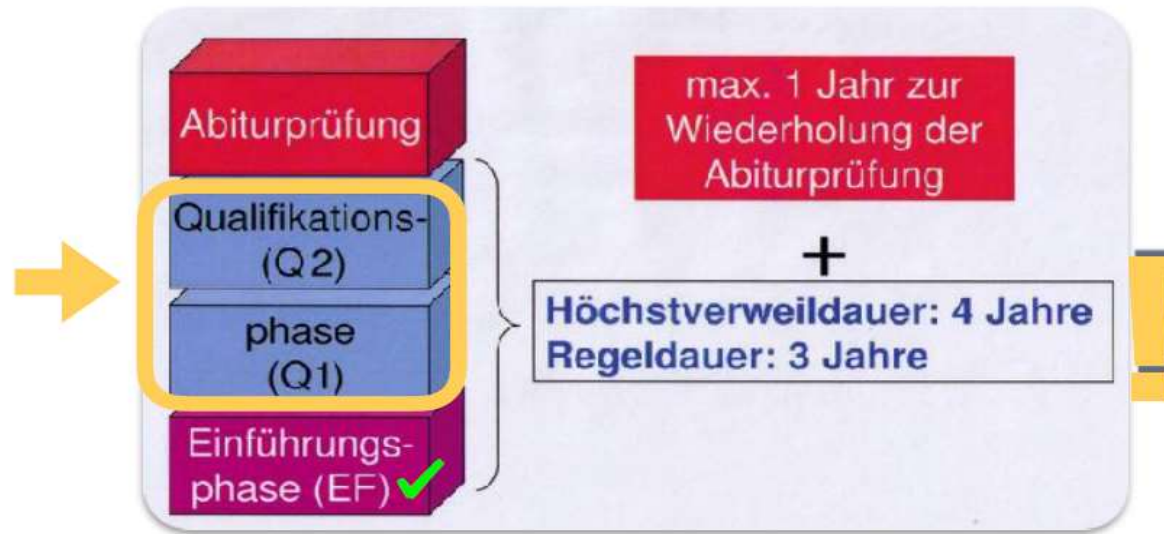 Abiturprüfung
Qualifikations-
(Q2)
phase
(Q1)
Einführungs-
phase (EF)
max. 1 Jahr zur
Wiederholung der
Abiturprüfung
+
Höchstverweildauer: 4 Jahre
Regeldauer: 3 Jahre